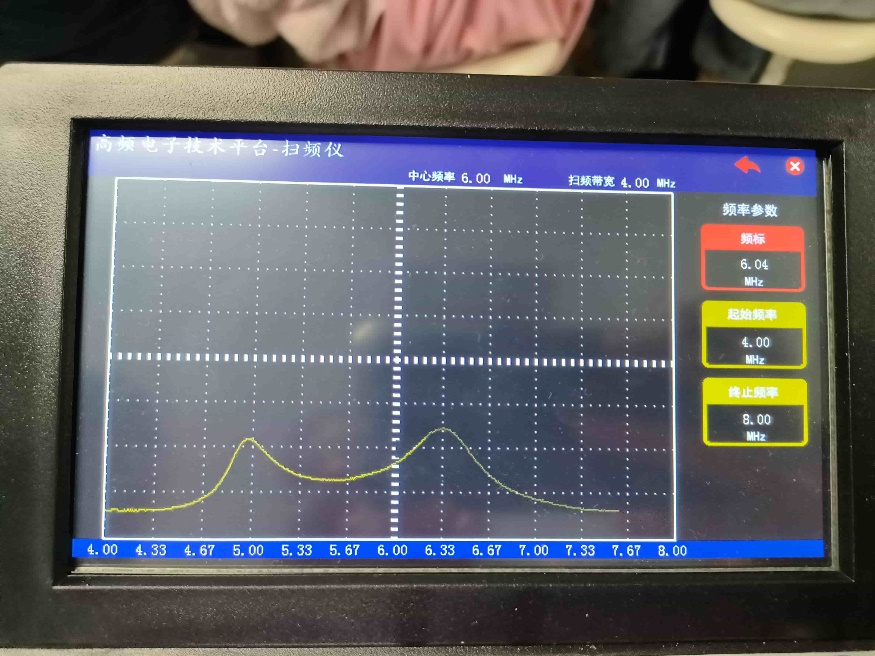 高频电子技术平台-扫频仪
中心频率 6.00 MHz 扫频带宽 4.00 MHz
频率参数
频标
6.04
MHz
起始频率
4.00
MHz
终止频率
8.00
MHz
4.00 4.33 4.67 5.00 5.33 5.67 6.00 6.33 6.67 7.00 7.33 7.67 8.00